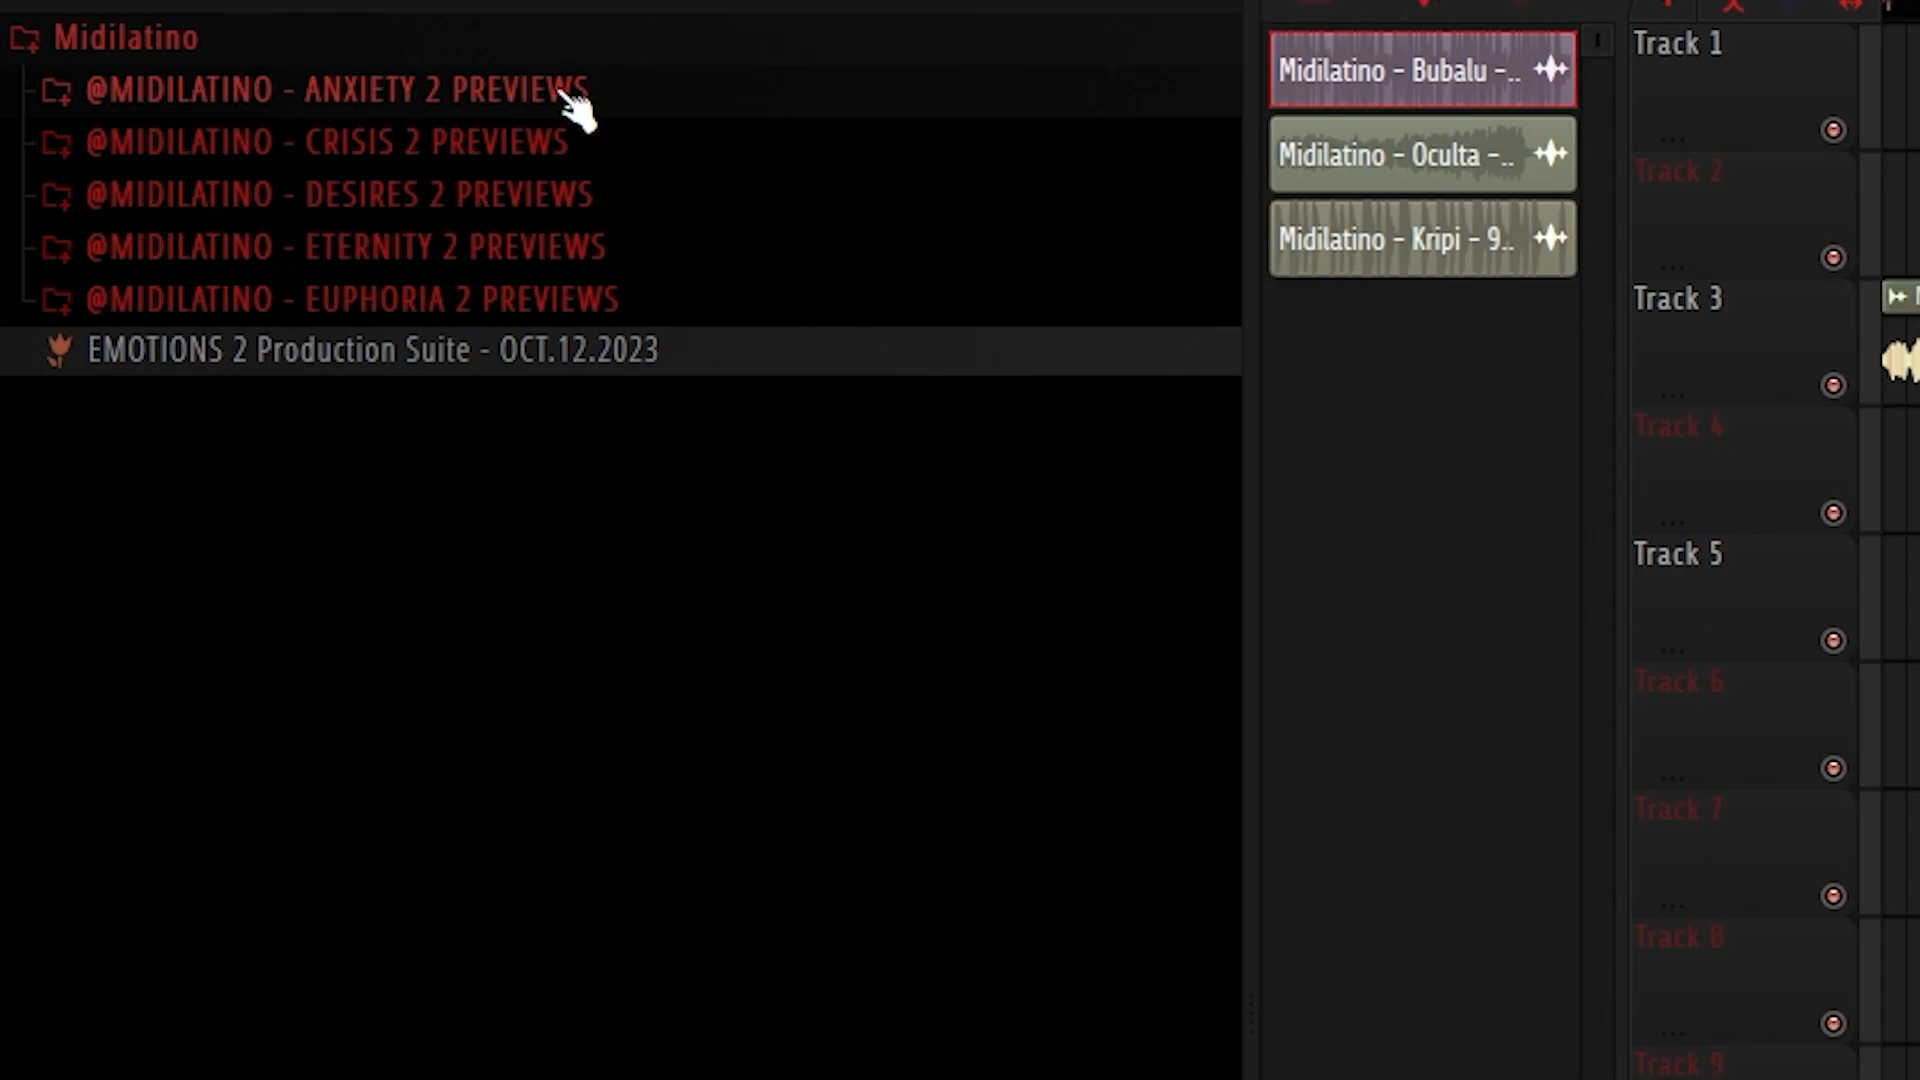 Midilatino
@MIDILATINO - ANXIETY 2 PREVIEWS
@MIDILATINO - CRISIS 2 PREVIEWS
@MIDILATINO - DESIRES 2 PREVIEWS
@MIDILATINO - ETERNITY 2 PREVIEWS
@MIDILATINO - EUPHORIA 2 PREVIEWS
EMOTIONS 2 Production Suite - OCT.12.2023
Midilatino - Bubalu -..
Midilatino - Oculta -..
Midilatino - Kripi - 9..
Track 1
Track 2
Track 3
Track 4
Track 5
Track 6
Track 7
Track 8
Track 9